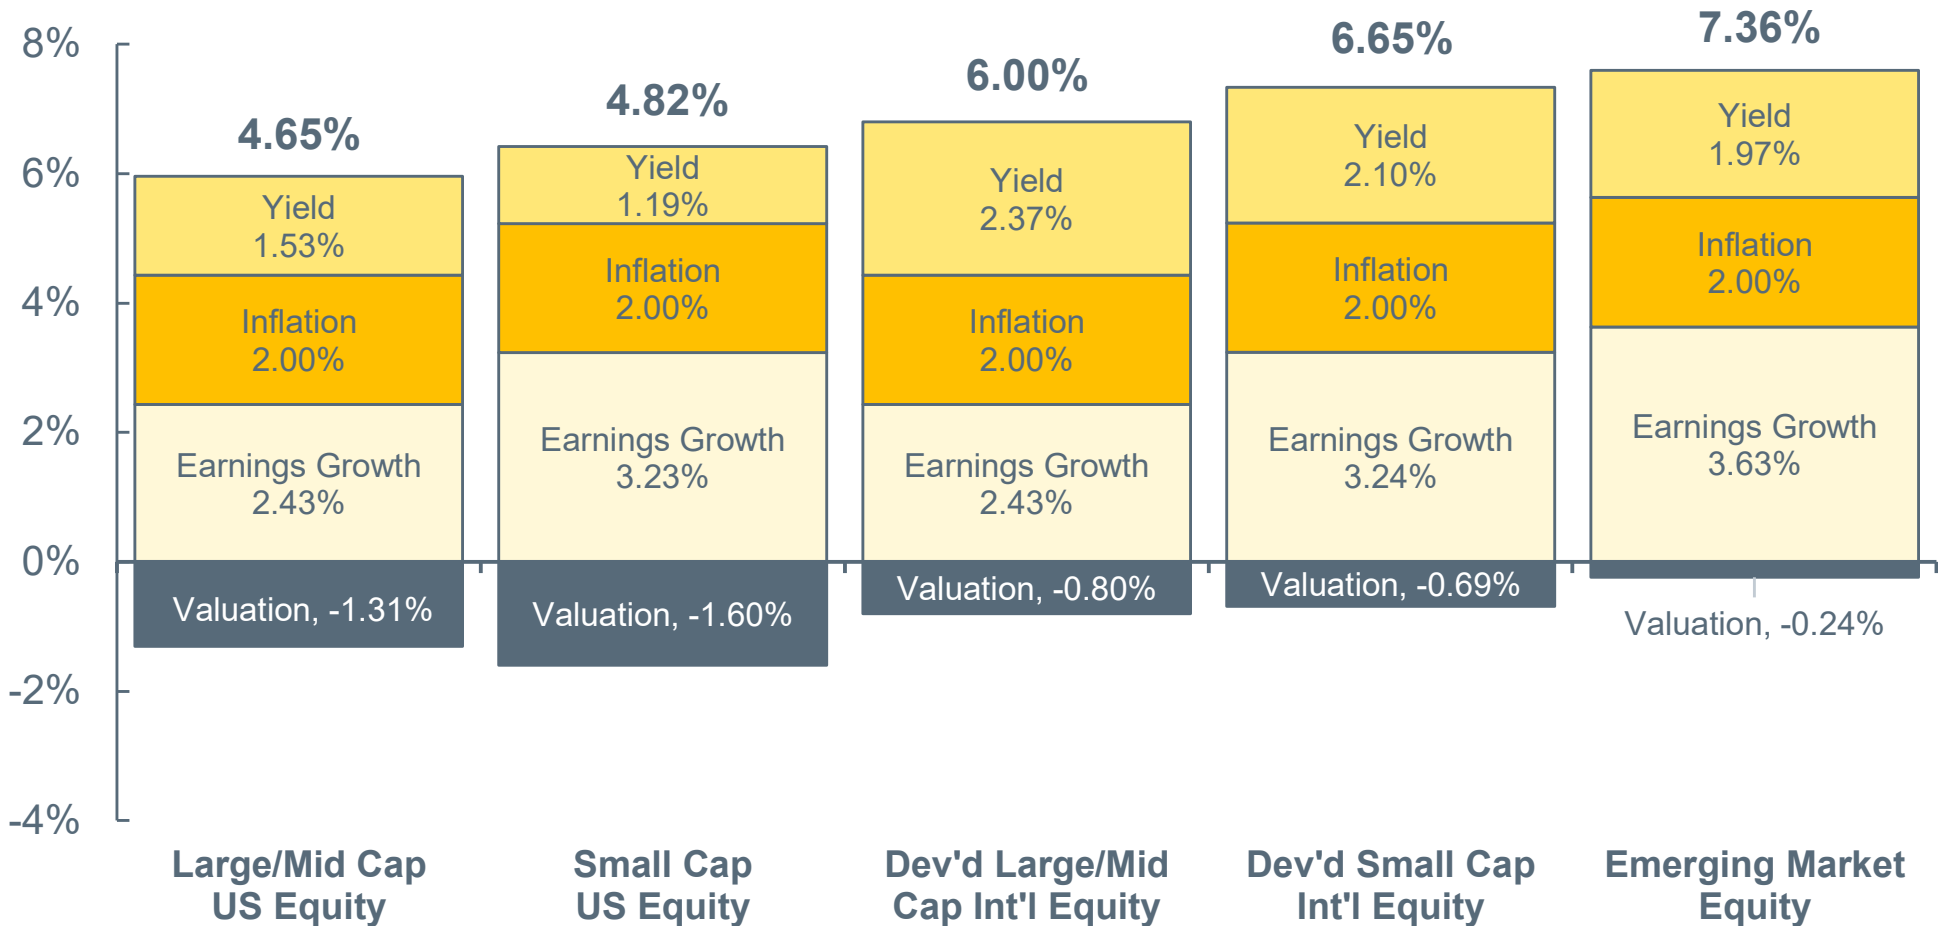 8%
6%
4%
2%
0%
-2%
-4%
4.65%
Yield
1.53%
Inflation
2.00%
Earnings Growth
2.43%
Valuation, -1.31%
Large/Mid Cap
US Equity
4.82%
Yield
1.19%
Inflation
2.00%
Earnings Growth
3.23%
Valuation, -1.60%
Small Cap
US Equity
6.00%
Yield
2.37%
Inflation
2.00%
Earnings Growth
2.43%
Valuation, -0.80%
Dev'd Large/Mid
Cap Int'l Equity
6.65%
Yield
2.10%
Inflation
2.00%
Earnings Growth
3.24%
Valuation, -0.69%
Dev'd Small Cap
Int'l Equity
7.36%
Yield
1.97%
Inflation
2.00%
Earnings Growth
3.63%
Valuation, -0.24%
Emerging Market
Equity